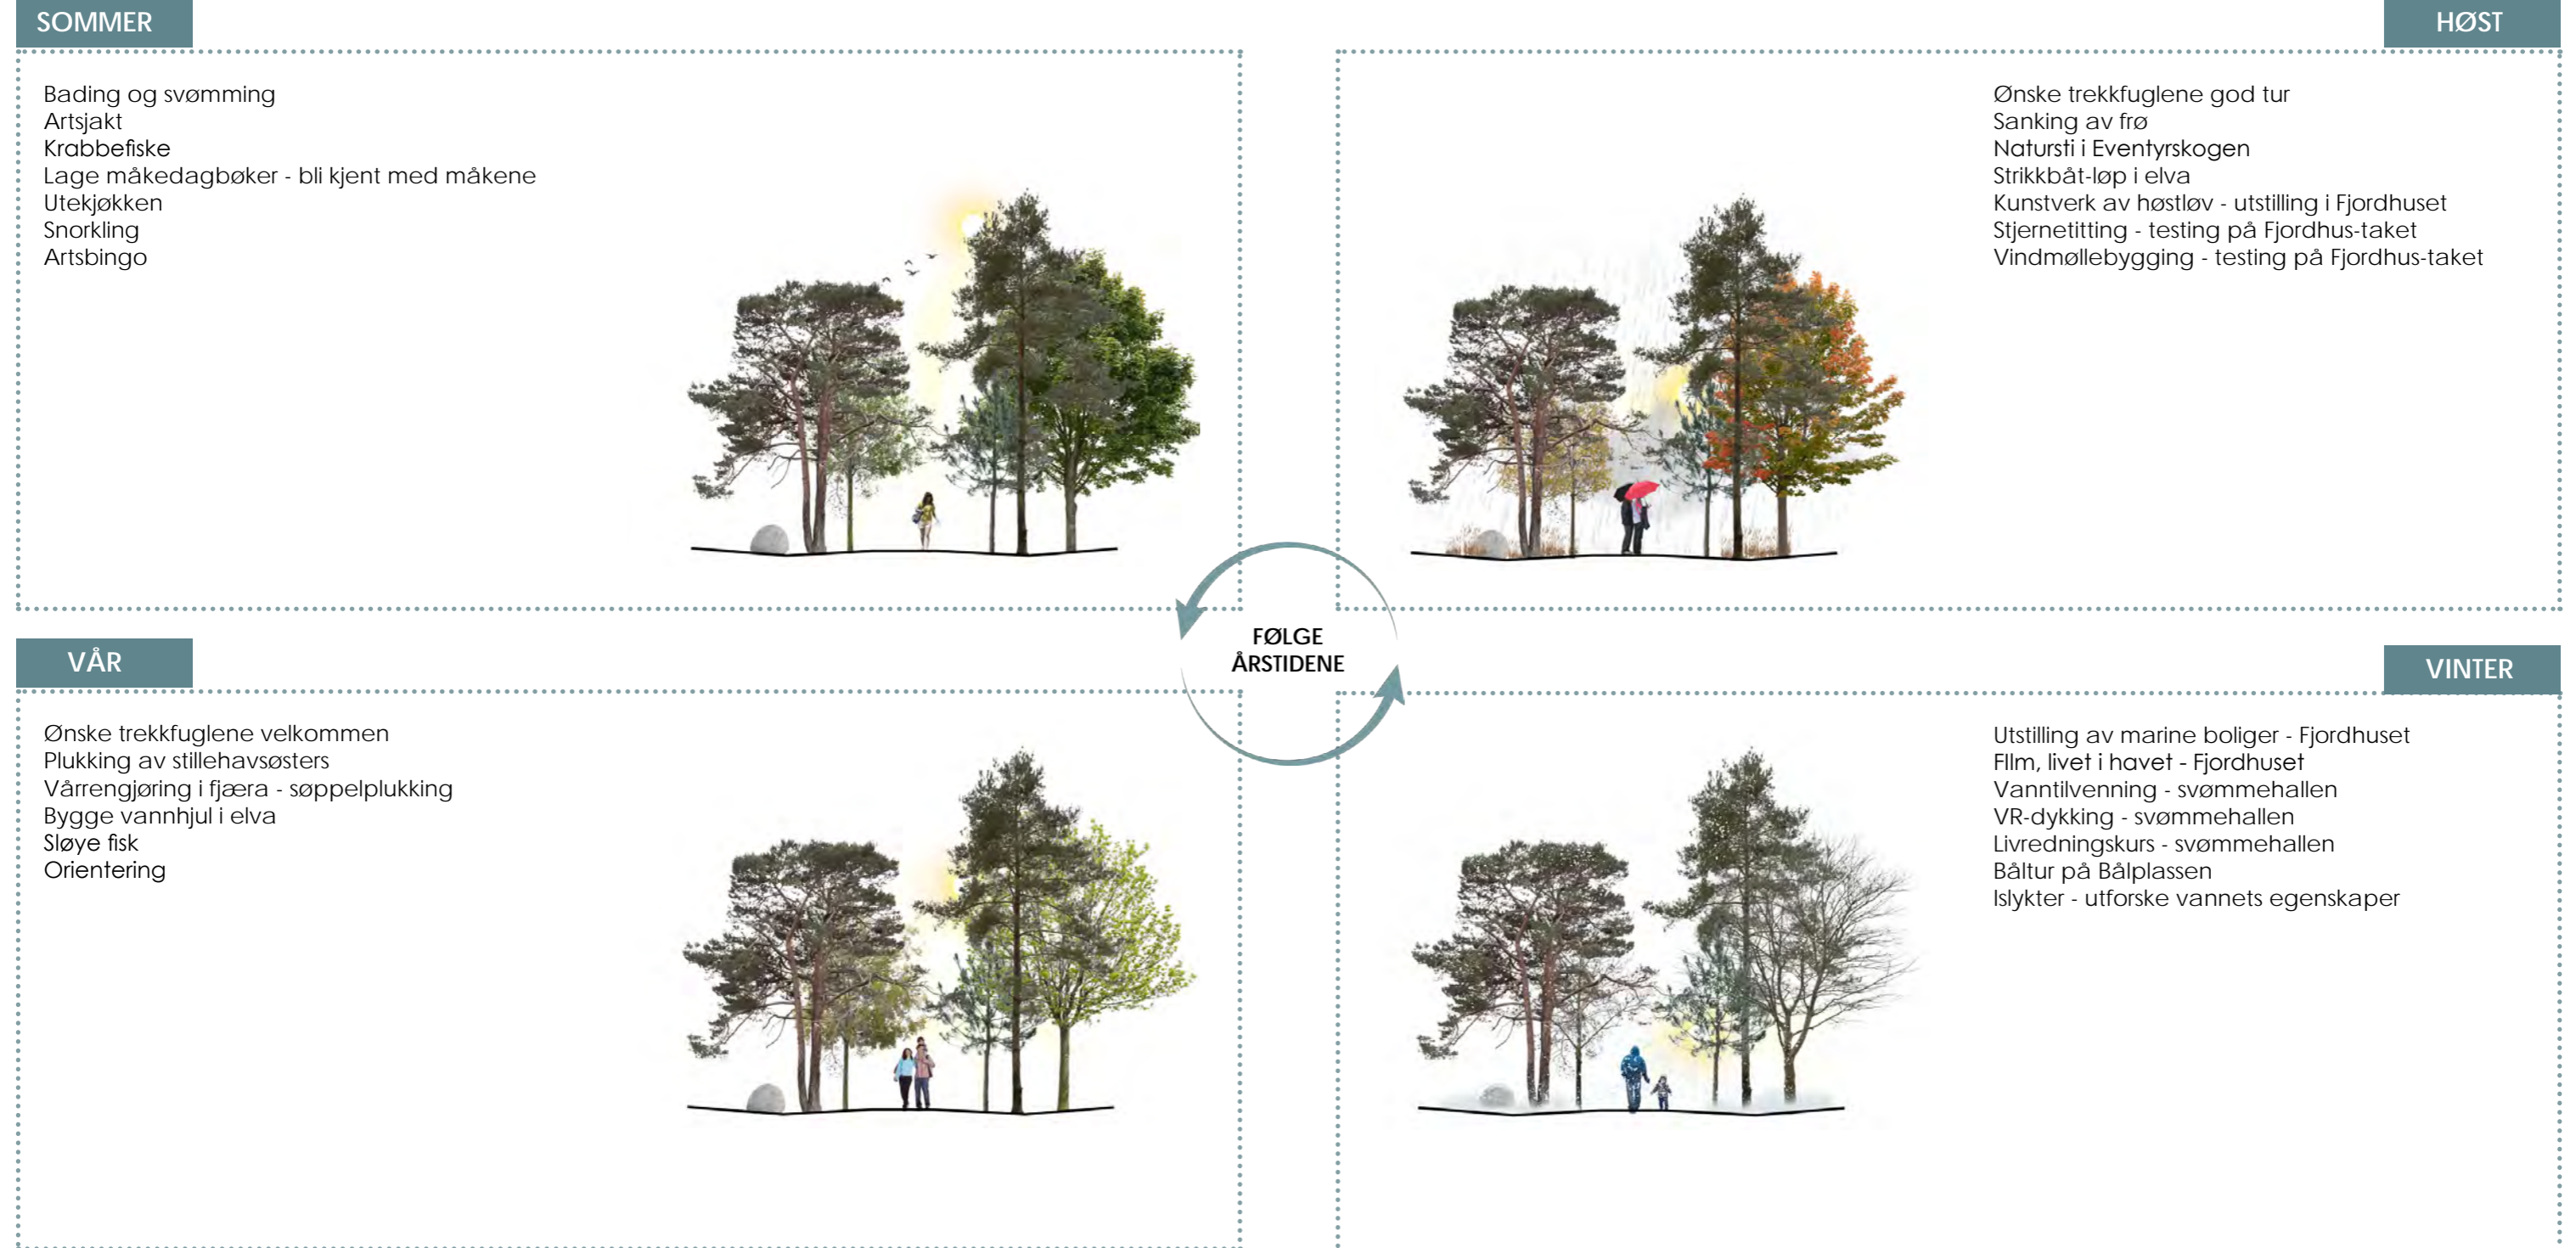 SOMMER
Bading og svømming
Artsjakt
Krabbefiske
Lage måkedagbøker - bli kjent med måkene
Utekjøkken
Snorkling
Artsbingo
HØST
Ønske trekkfuglene god tur
Sanking av frø
Natursti i Eventyrskogen
Strikkbåt-løp i elva
Kunstverk av høstløv - utstilling i Fjordhuset
Stjernetitting - testing på Fjordhus-taket
Vindmøllebygging - testing på Fjordhus-taket
FØLGE
ÅRSTIDENE
VÅR
Ønske trekkfuglene velkommen
Plukking av stillehavsøsters
Vårrengjøring i fjæra - søppelplukking
Bygge vannhjul i elva
Sløye fisk
Orientering
VINTER
Utstilling av marine boliger - Fjordhuset
FIlm, livet i havet - Fjordhuset
Vanntilvenning - svømmehallen
VR-dykking - svømmehallen
Livredningskurs - svømmehallen
Båltur på Bålplassen
Islykter - utforske vannets egenskaper